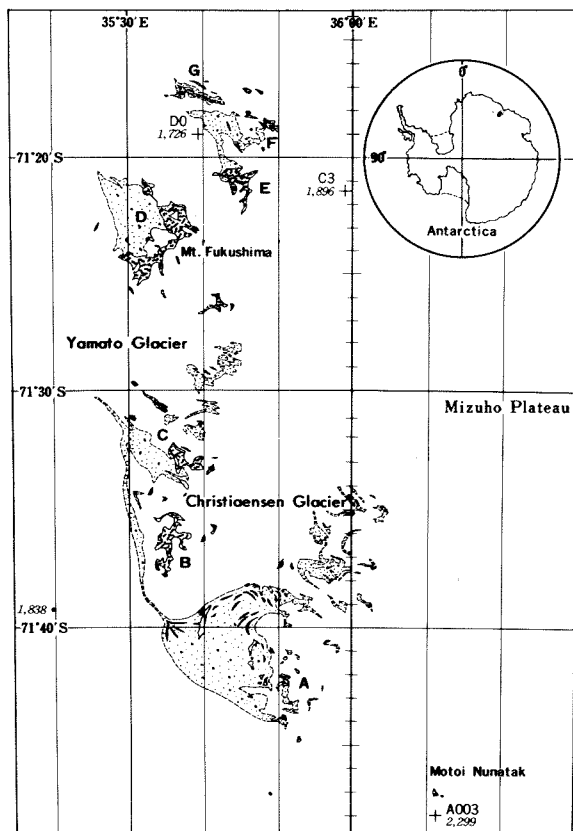 35°30′E
36°00′E
G
0°
D0
1,726
F
71°20′S
90°
C3
1,896
E
D
Antarctica
Mt. Fukushima
Yamato Glacier
71°30′S
Mizuho Plateau
C
Christiaensen Glacier
B
1,838
71°40′S
A
Motoi Nunatak
A003
2,299